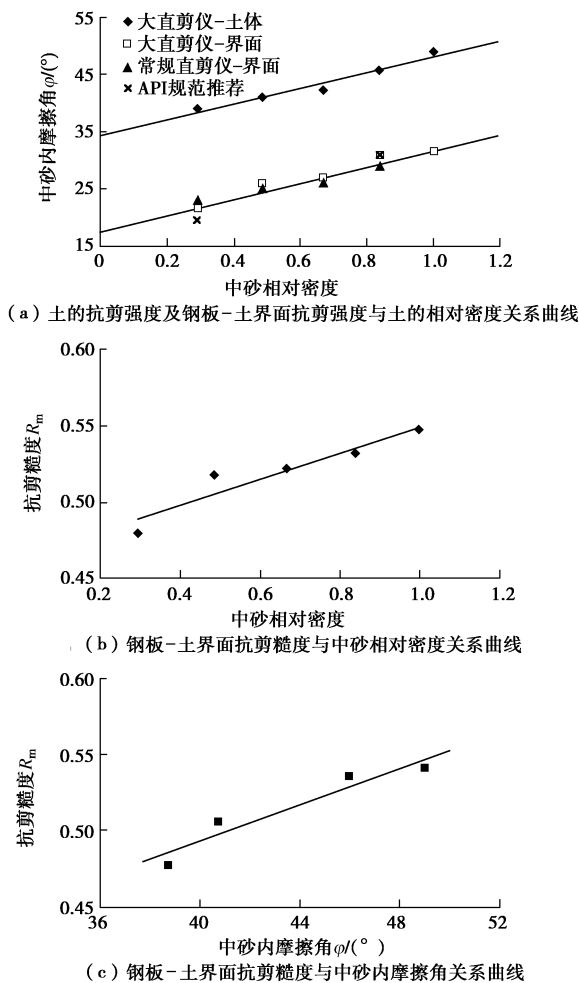 55
45
35
25
15
中砂内摩擦角φ/(°)
大直剪仪-土体
大直剪仪-界面
常规直剪仪-界面
API规范推荐
0 0.2 0.4 0.6 0.8 1.0 1.2
中砂相对密度
(a)土的抗剪强度及钢板-土界面抗剪强度与土的相对密度关系曲线
0.60
0.55
0.50
0.45
抗剪糙度Rm
0.2 0.4 0.6 0.8 1.0 1.2
中砂相对密度
(b)钢板-土界面抗剪糙度与中砂相对密度关系曲线
0.60
0.55
0.50
0.45
抗剪糙度Rm
36 40 44 48 52
中砂内摩擦角φ/(°)
(c)钢板-土界面抗剪糙度与中砂内摩擦角关系曲线